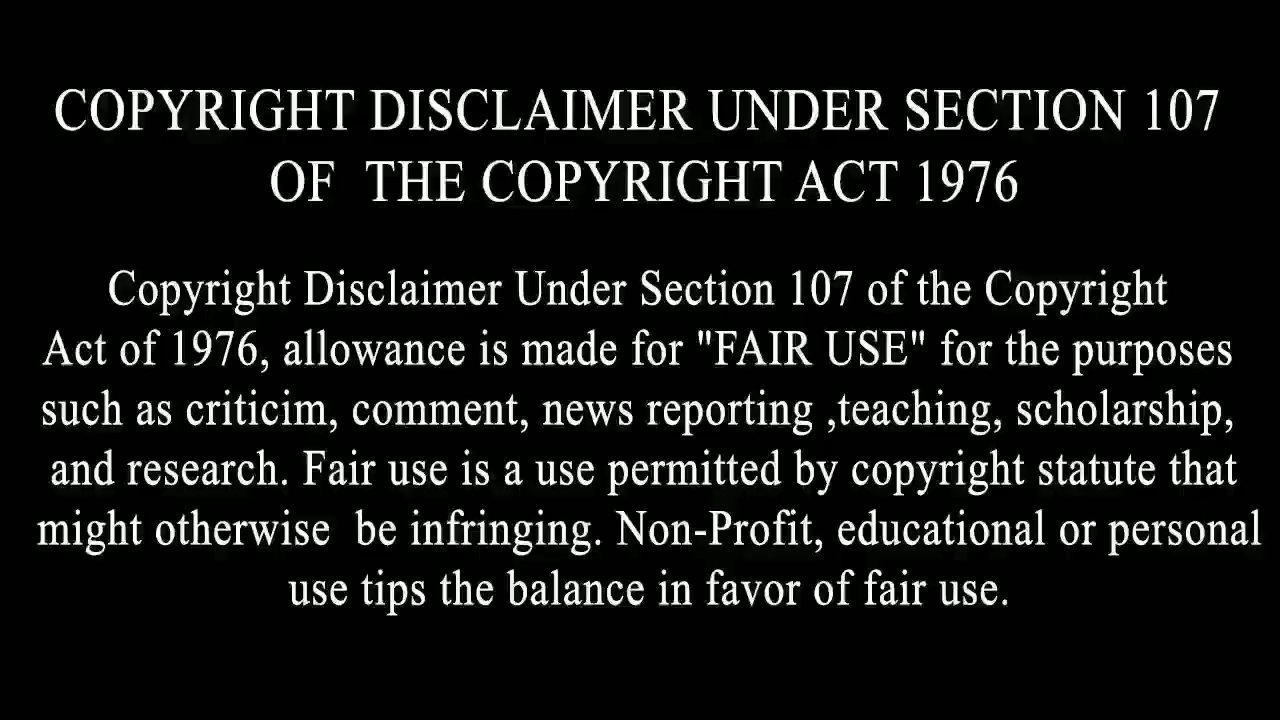 COPYRIGHT DISCLAIMER UNDER SECTION 107
OF  THE COPYRIGHT ACT 1976
Copyright Disclaimer Under Section 107 of the Copyright
Act of 1976, allowance is made for "FAIR USE" for the purposes
such as criticim, comment, news reporting ,teaching, scholarship,
and research. Fair use is a use permitted by copyright statute that
might otherwise  be infringing. Non-Profit, educational or personal
use tips the balance in favor of fair use.